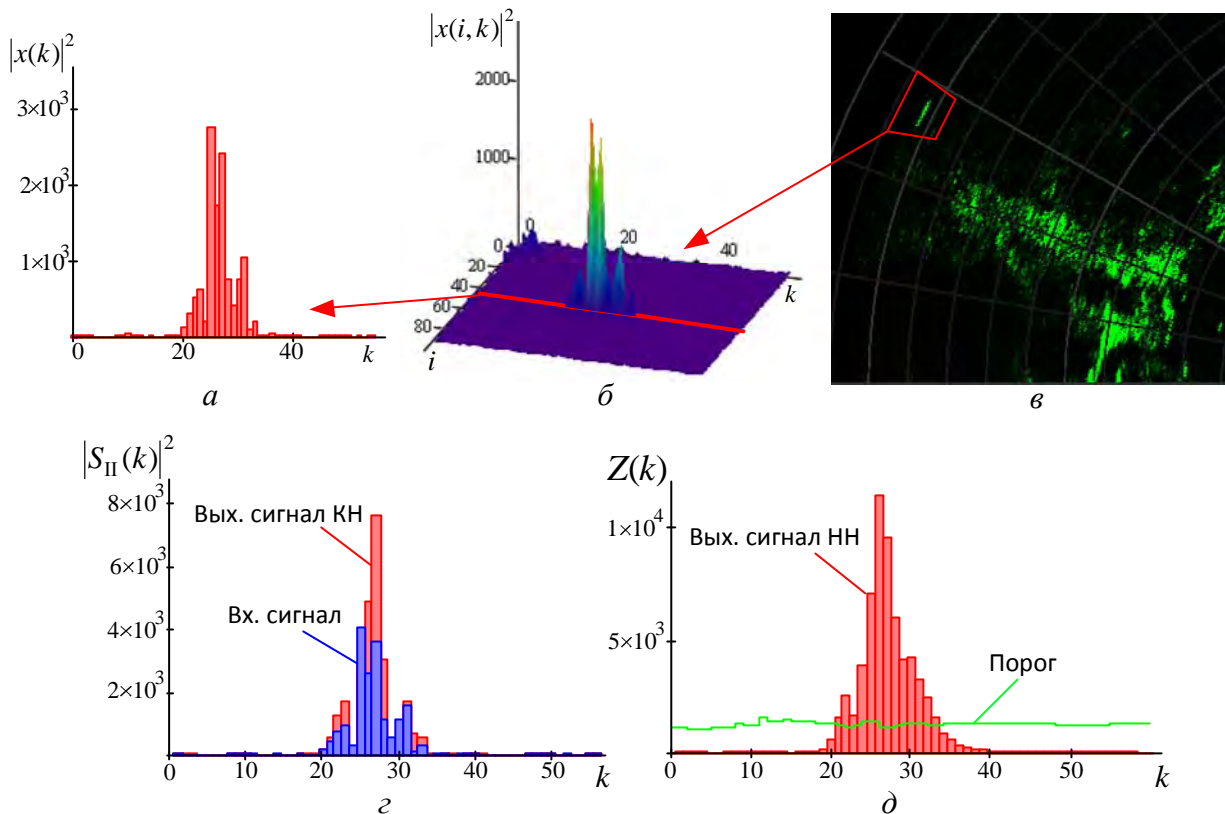 |x(k)|²
3×10³
2×10³
1×10³
0 20 40 k
а
|x(i,k)|²
2000
1000
0 20 40 k
0
20
40
60
80
i
б
в
|S_II(k)|²
8×10³
6×10³
4×10³
2×10³
Вых. сигнал КН
Вх. сигнал
0 10 20 30 40 50 k
г
Z(k)
1×10⁴
5×10³
Вых. сигнал НН
Порог
0 10 20 30 40 50 k
д